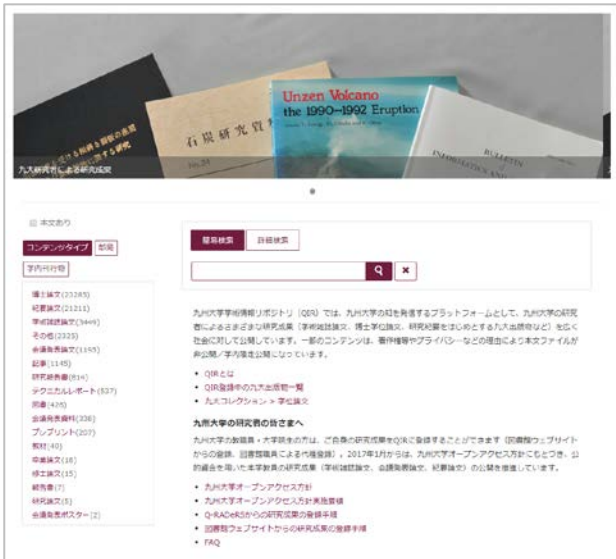 Unzen Volcano
the 1990–1992 Eruption
石炭研究資料
BULLETIN
INFORMATICS AND
九大研究者による研究成果
本文あり
コンテンツタイプ 部局
学内刊行物
博士論文(23283)
紀要論文(21211)
学術雑誌論文(3449)
その他(2323)
会議発表論文(1193)
記事(1145)
研究報告書(614)
テクニカルレポート(537)
図書(426)
会議発表資料(336)
プレプリント(207)
教材(40)
卒業論文(18)
修士論文(15)
報告書(7)
研究論文(5)
会議発表ポスター(2)
簡易検索 詳細検索
九州大学学術情報リポジトリ(QIR)では、九州大学の知を発信するプラットフォームとして、九州大学の研究
者によるさまざまな研究成果(学術雑誌論文、博士学位論文、研究紀要をはじめとする九大出版物など)を広く
社会に対して公開しています。一部のコンテンツは、著作権等やプライバシーなどの理由により本文ファイルが
非公開/学内限定公開になっています。
• QIRとは
• QIR登録中の九大出版物一覧
• 九大コレクション > 学位論文
九州大学の研究者の皆さまへ
九州大学の教職員・大学院生の方は、ご自身の研究成果をQIRに登録することができます(図書館ウェブサイト
からの登録、図書館職員による代理登録)。2017年1月からは、九州大学オープンアクセス方針にもとづき、公
的資金を用いた本学教員の研究成果(学術雑誌論文、会議発表論文、紀要論文)の公開を推進しています。
• 九州大学オープンアクセス方針
• 九州大学オープンアクセス方針実施要領
• Q-RADeRSからの研究成果の登録手順
• 図書館ウェブサイトからの研究成果の登録手順
• FAQ